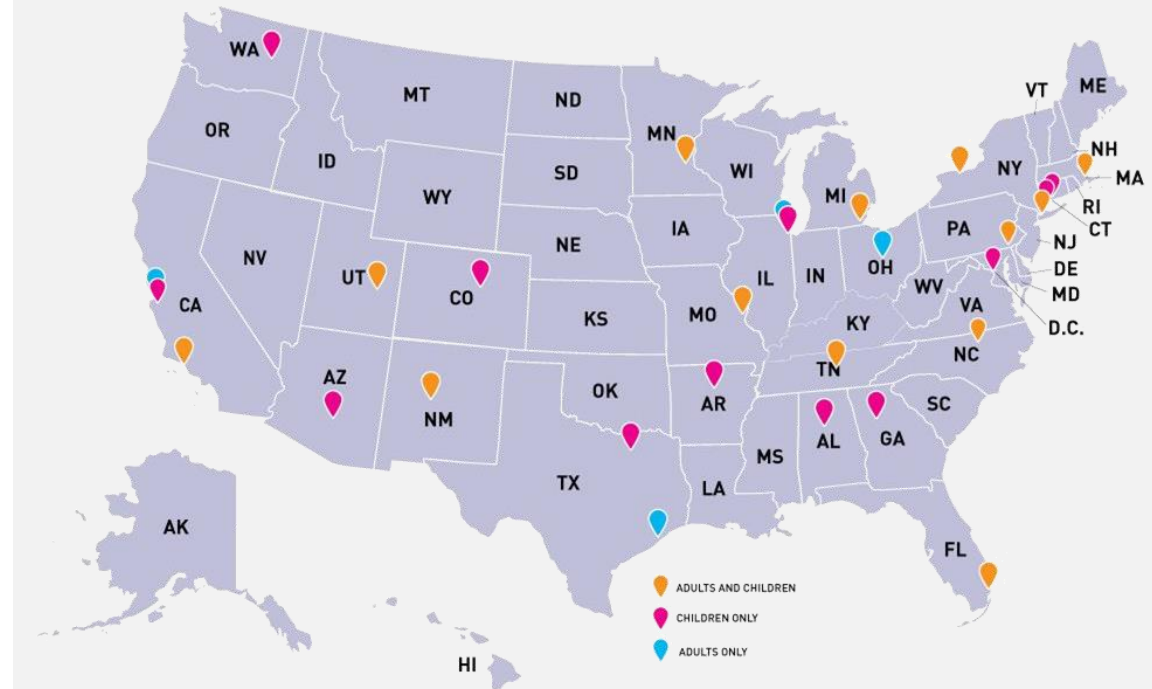 WA
MT
ND
MN
VT
ME
OR
ID
SD
WI
MI
NY
NH
MA
RI
CT
WY
IA
PA
NJ
NE
NV
UT
CO
IL
IN
OH
WV
DE
MD
VA
D.C.
CA
KS
MO
KY
NC
TN
AZ
NM
OK
AR
SC
MS
AL
GA
TX
LA
AK
FL
ADULTS AND CHILDREN
CHILDREN ONLY
ADULTS ONLY
HI